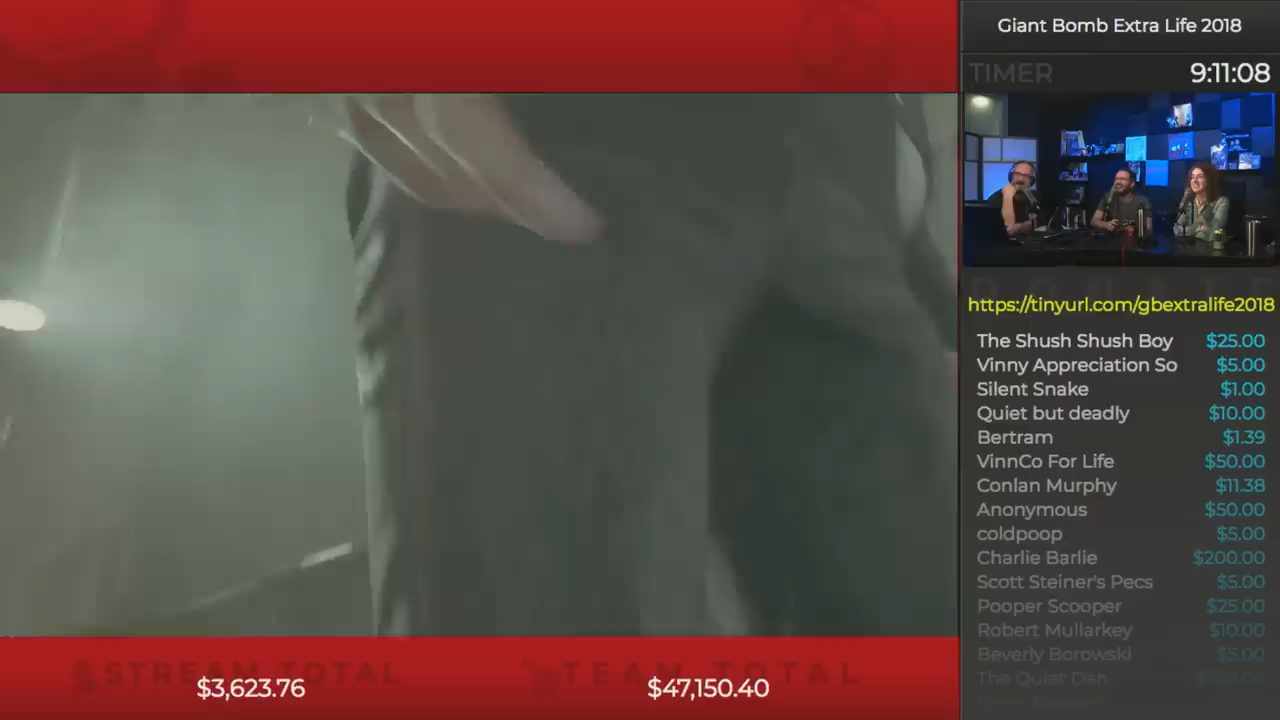 Giant Bomb Extra Life 2018
TIMER 9:11:08
DONATE
https://tinyurl.com/gbextralife2018
The Shush Shush Boy $25.00
Vinny Appreciation So $5.00
Silent Snake $1.00
Quiet but deadly $10.00
Bertram $1.39
VinnCo For Life $50.00
Conlan Murphy $11.38
Anonymous $50.00
coldpoop $5.00
Charlie Barlie $200.00
Scott Steiner's Pecs $5.00
Pooper Scooper $25.00
Robert Mullarkey $10.00
Beverly Borowski $5.00
The Quiet Dan
STREAM TOTAL
$3,623.76
TEAM TOTAL
$47,150.40